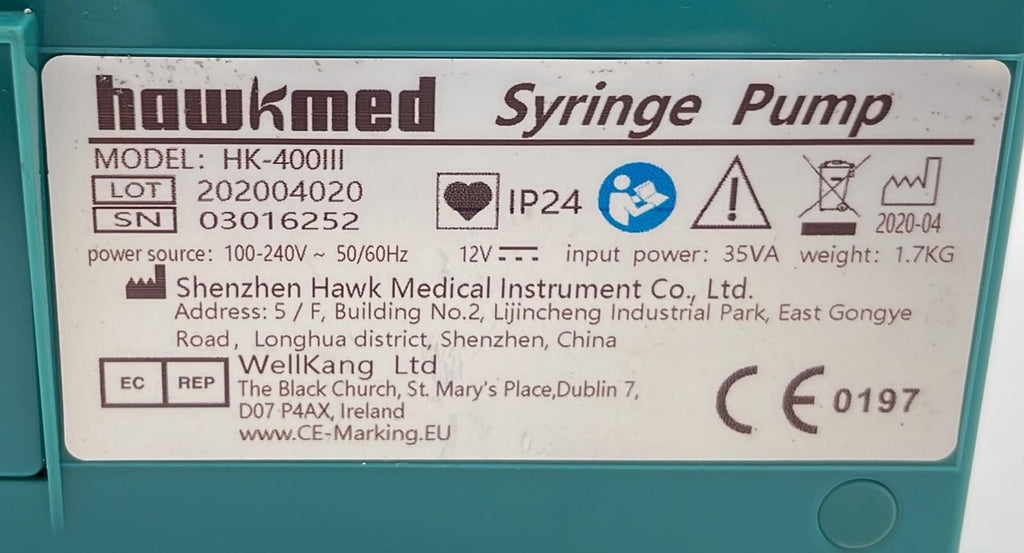 hawkmed Syringe Pump
MODEL: HK-400III
LOT 202004020
SN 03016252
IP24
2020-04
power source: 100-240V ~ 50/60Hz 12V input power: 35VA weight: 1.7KG
Shenzhen Hawk Medical Instrument Co., Ltd.
Address: 5 / F, Building No.2, Lijincheng Industrial Park, East Gongye
Road, Longhua district, Shenzhen, China
EC REP
WellKang Ltd
The Black Church, St. Mary's Place,Dublin 7,
D07 P4AX, Ireland
www.CE-Marking.EU
CE 0197